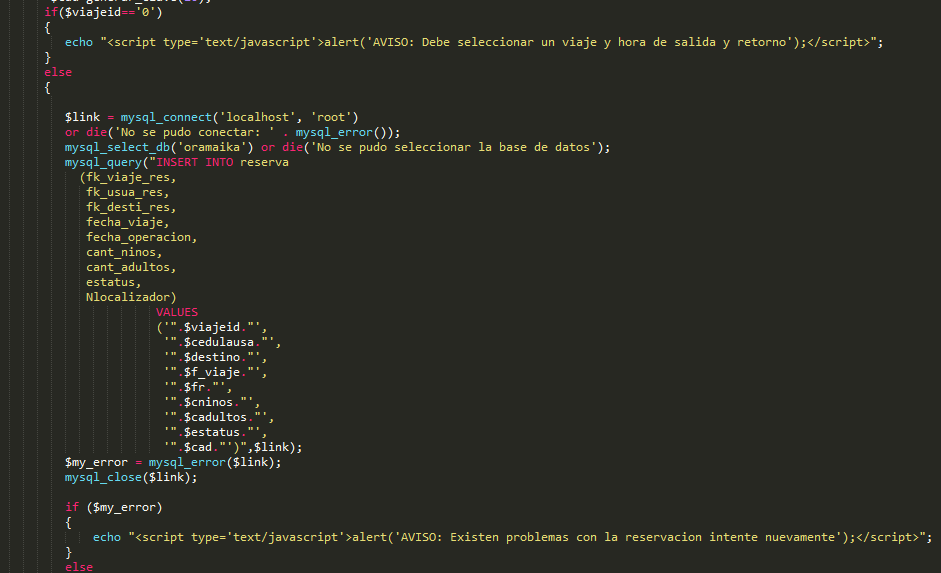 if($viajeid=='0')
{
echo "<script type='text/javascript'>alert('AVISO: Debe seleccionar un viaje y hora de salida y retorno');</script>";
}
else
{
$link = mysql_connect('localhost', 'root')
or die('No se pudo conectar: ' . mysql_error());
mysql_select_db('oramaika') or die('No se pudo seleccionar la base de datos');
mysql_query("INSERT INTO reserva
(fk_viaje_res,
fk_usua_res,
fk_desti_res,
fecha_viaje,
fecha_operacion,
cant_ninos,
cant_adultos,
estatus,
Nlocalizador)
VALUES
('".$viajeid."',
'".$cedulausa."',
'".$destino."',
'".$f_viaje."',
'".$fr."',
'".$cninos."',
'".$cadultos."',
'".$estatus."',
'".$cad."')",$link);
$my_error = mysql_error($link);
mysql_close($link);
if ($my_error)
{
echo "<script type='text/javascript'>alert('AVISO: Existen problemas con la reservacion intente nuevamente');</script>";
}
else